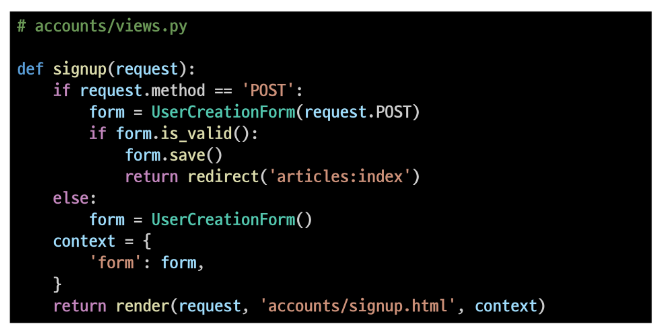 # accounts/views.py

def signup(request):
    if request.method == 'POST':
        form = UserCreationForm(request.POST)
        if form.is_valid():
            form.save()
            return redirect('articles:index')
    else:
        form = UserCreationForm()
    context = {
        'form': form,
    }
    return render(request, 'accounts/signup.html', context)